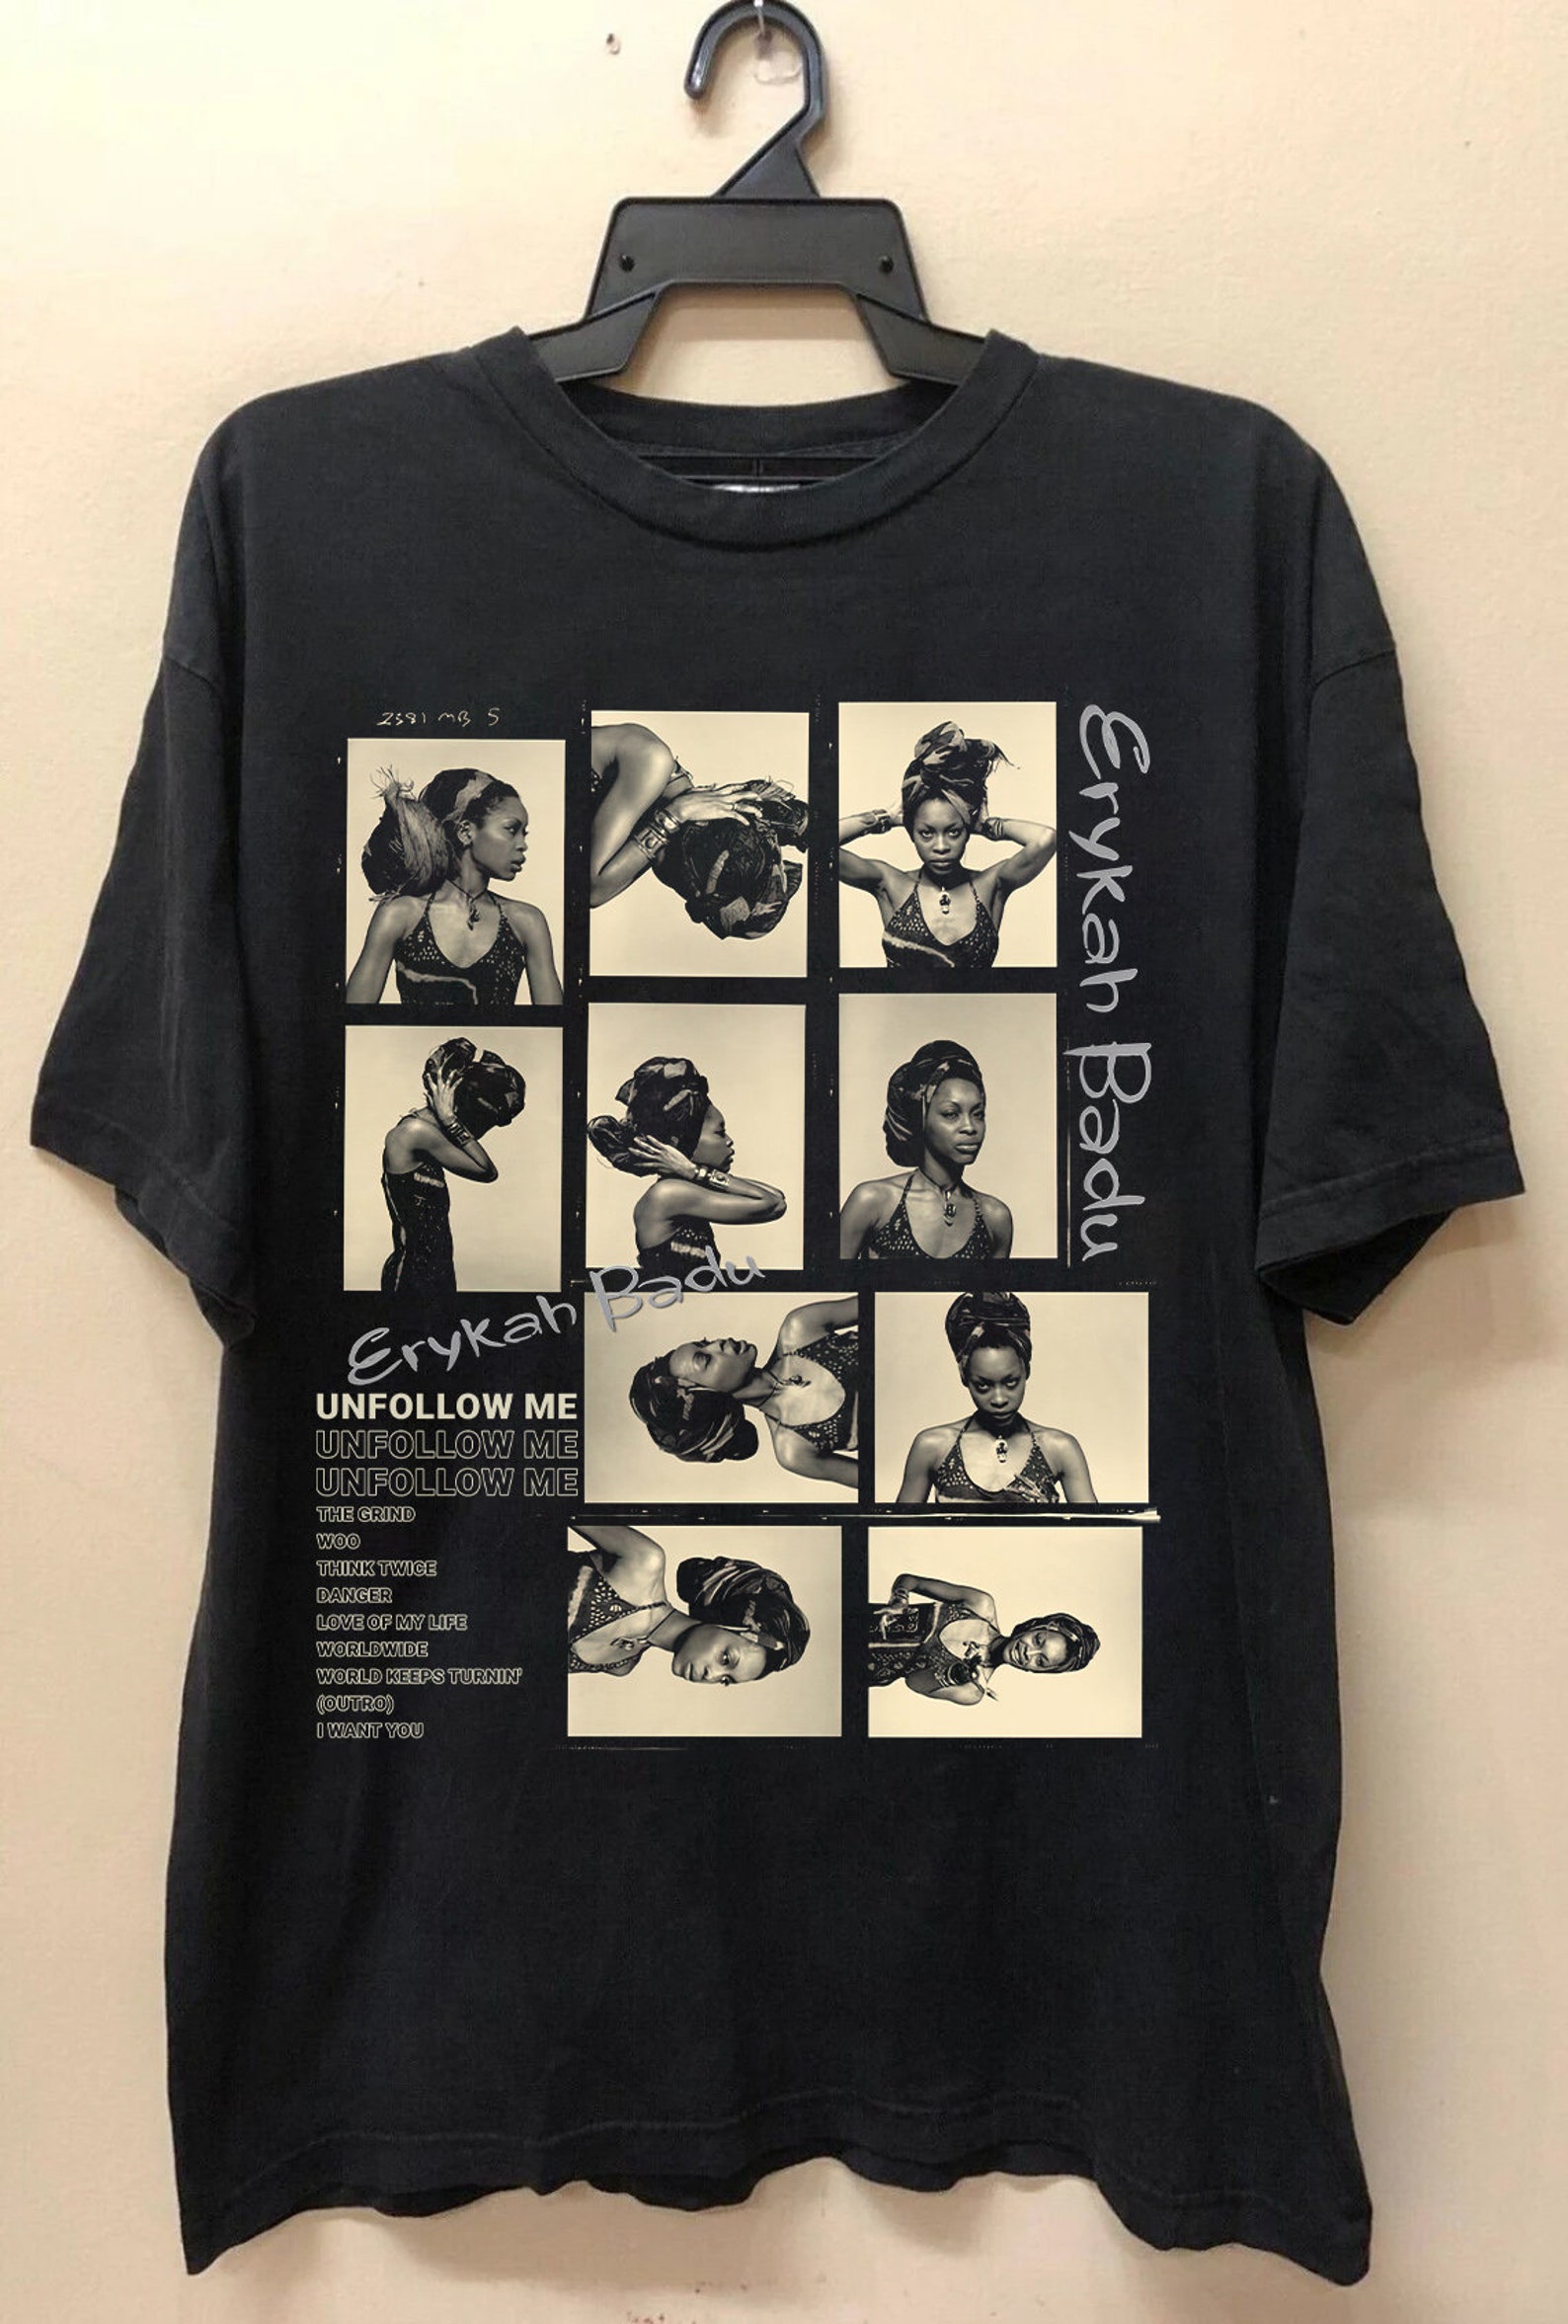 2381 MB 5
Erykah Badu
Erykah Badu
UNFOLLOW ME
UNFOLLOW ME
UNFOLLOW ME
THE GRIND
WOO
THINK TWICE
DANGER
LOVE OF MY LIFE
WORLDWIDE
WORLD KEEPS TURNIN'
(OUTRO)
I WANT YOU